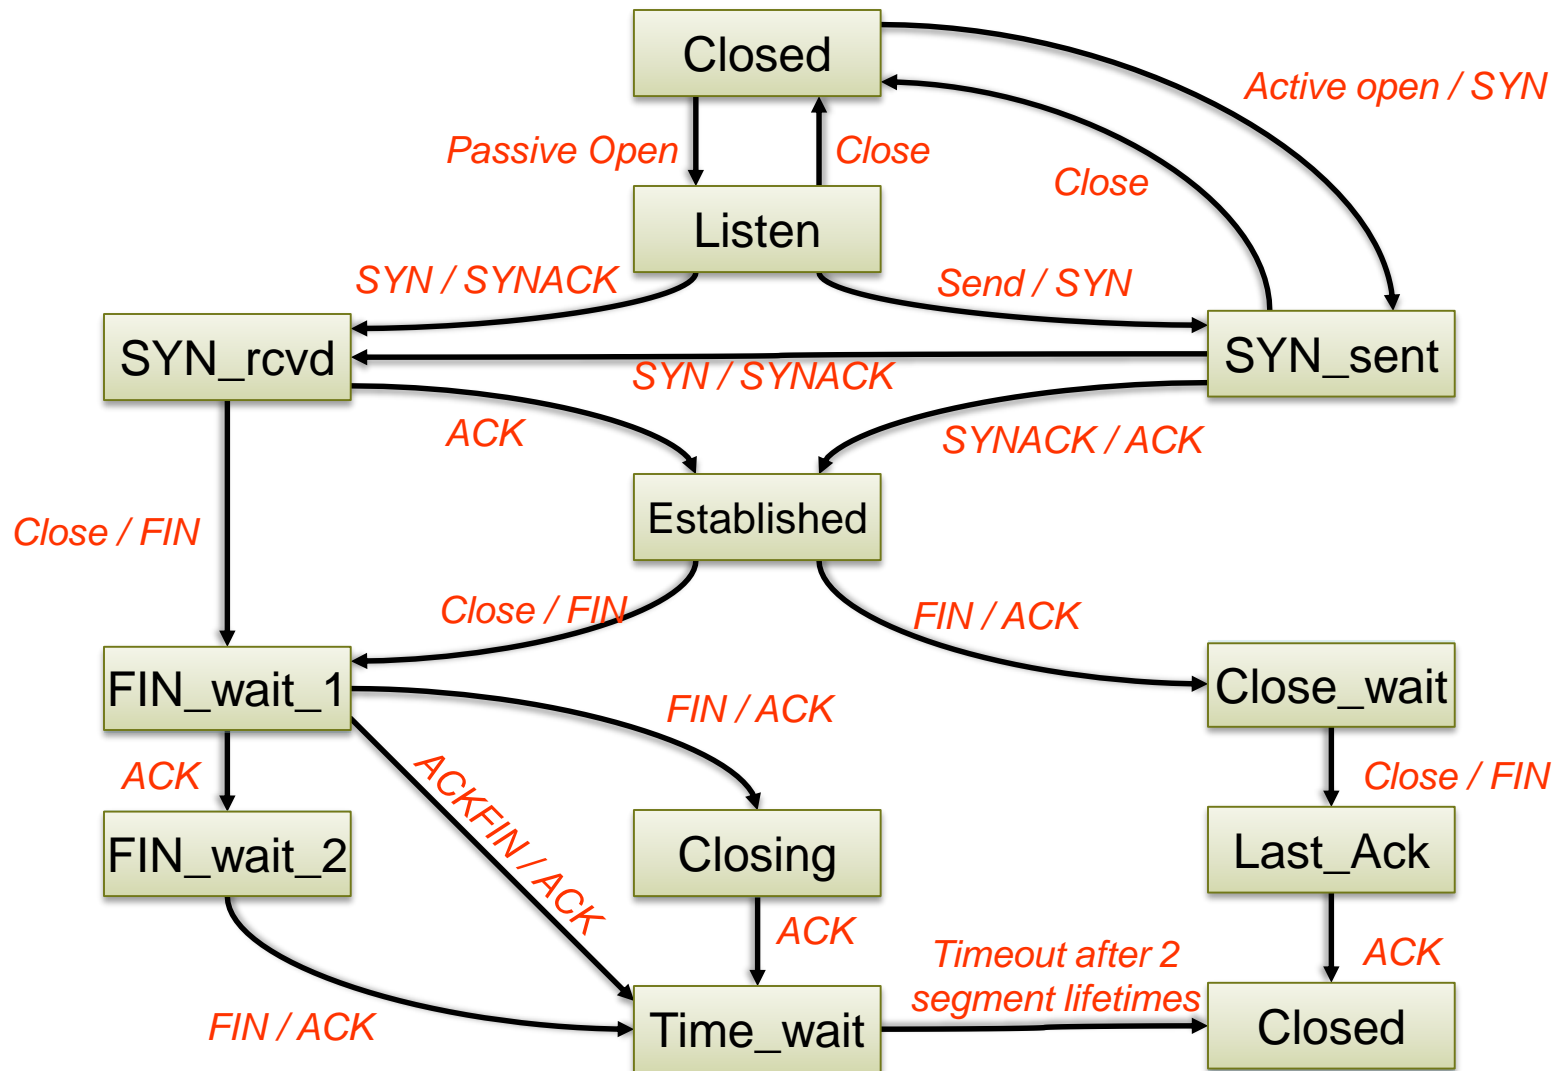 Closed
Active open / SYN
Passive Open
Close
Close
Listen
SYN / SYNACK
Send / SYN
SYN_rcvd
SYN_sent
SYN / SYNACK
ACK
SYNACK / ACK
Established
Close / FIN
Close / FIN
FIN / ACK
FIN_wait_1
Close_wait
FIN / ACK
ACK
ACKFIN / ACK
Close / FIN
FIN_wait_2
Closing
Last_Ack
ACK
Timeout after 2
segment lifetimes
ACK
FIN / ACK
Time_wait
Closed